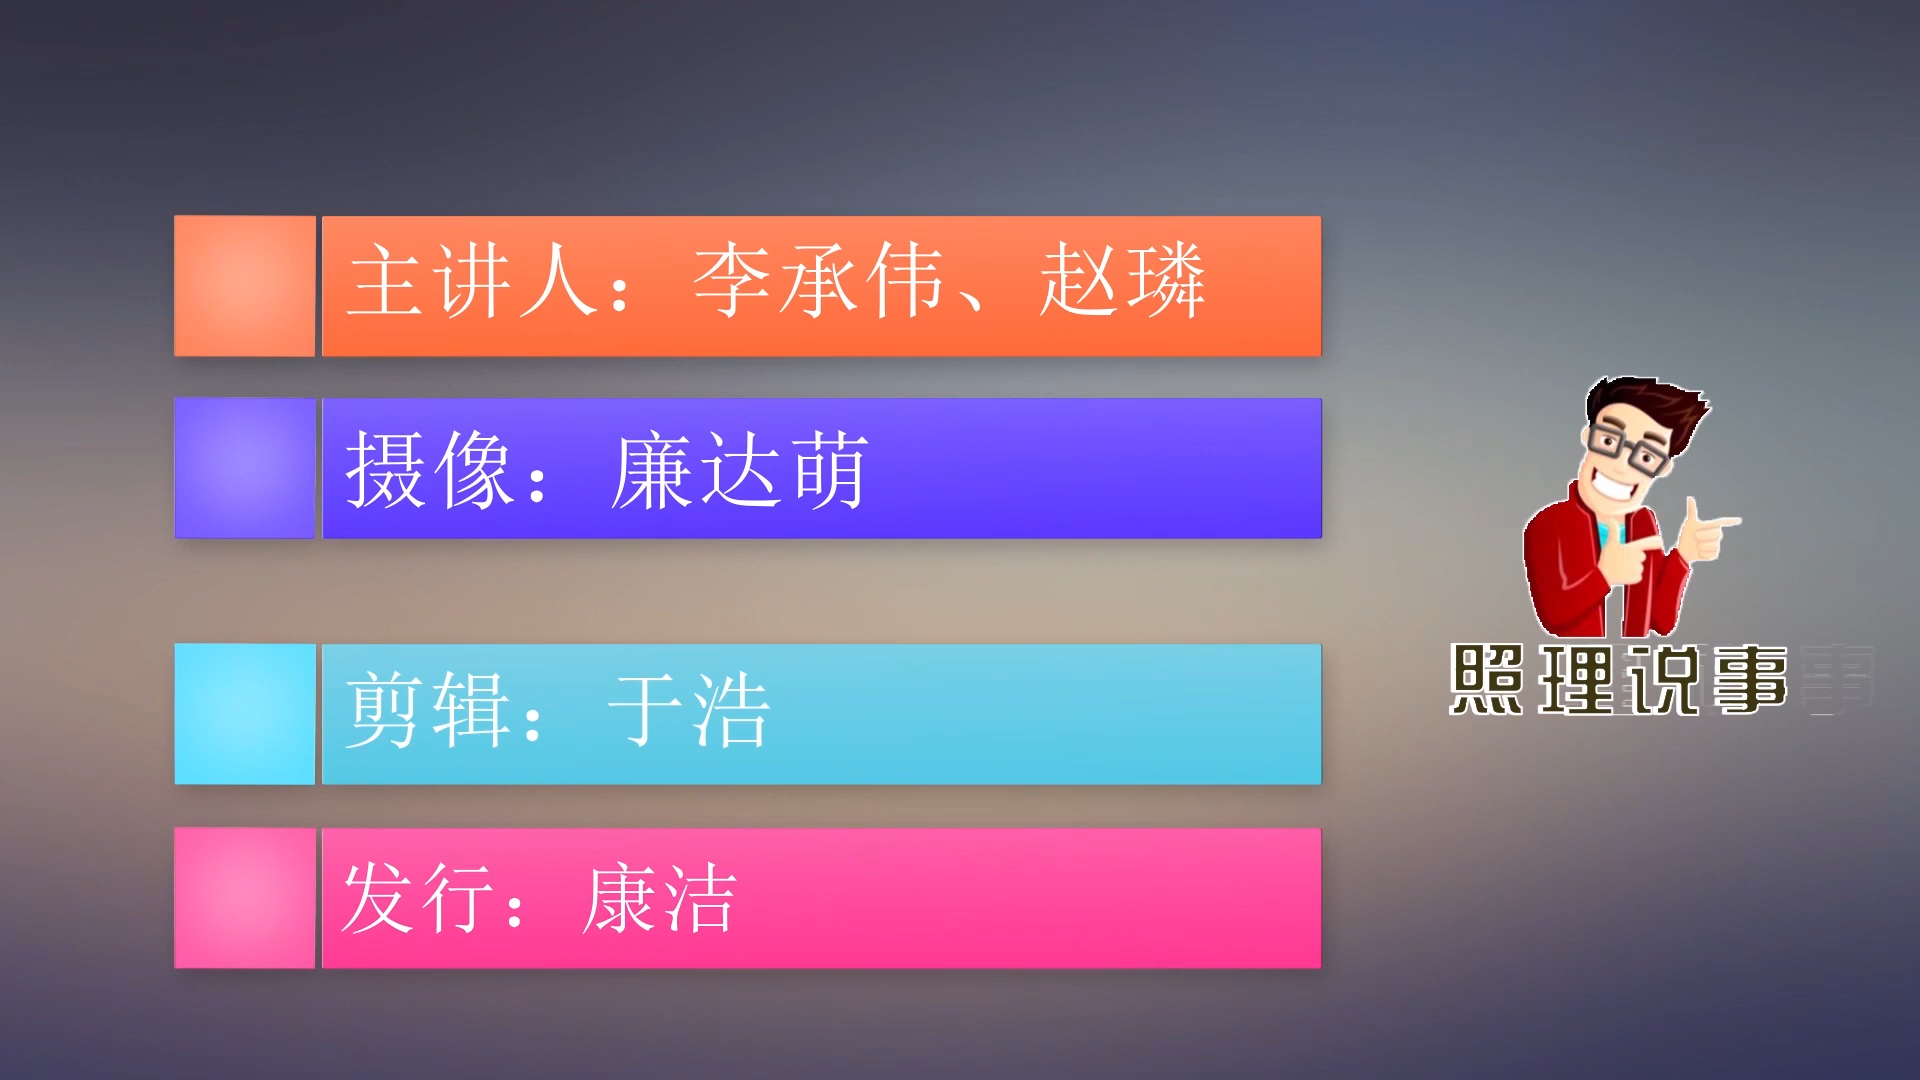 主讲人：李承伟、赵璘
摄像：廉达萌
剪辑：于浩
发行：康洁
照理说事